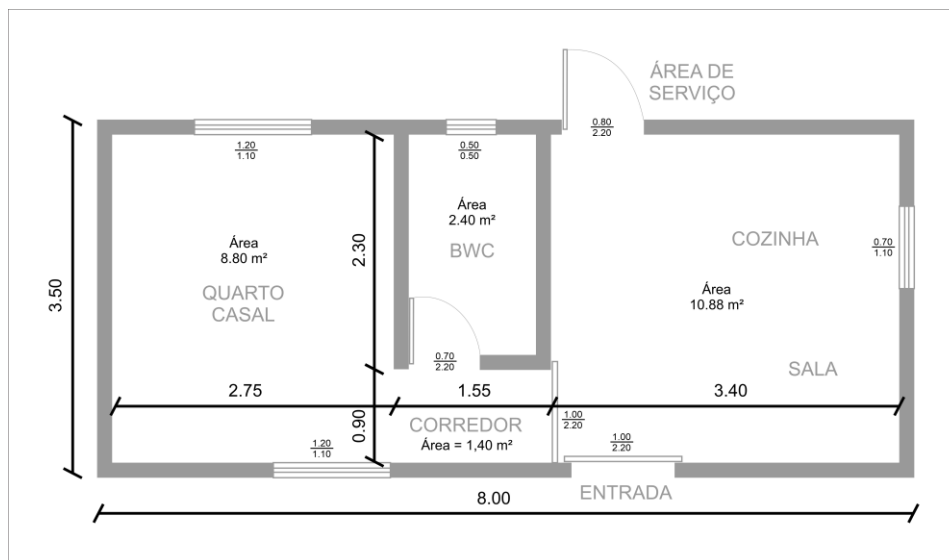 ÁREA DE
SERVIÇO
0.80
2.20
1.20
1.10
0.50
0.50
Área
2.40 m²
BWC
Área
8.80 m²
QUARTO
CASAL
2.30
3.50
COZINHA
0.70
1.10
Área
10.88 m²
0.70
2.20
SALA
2.75
1.55
3.40
0.90
CORREDOR
Área = 1,40 m²
1.00
2.20
1.00
2.20
1.20
1.10
ENTRADA
8.00